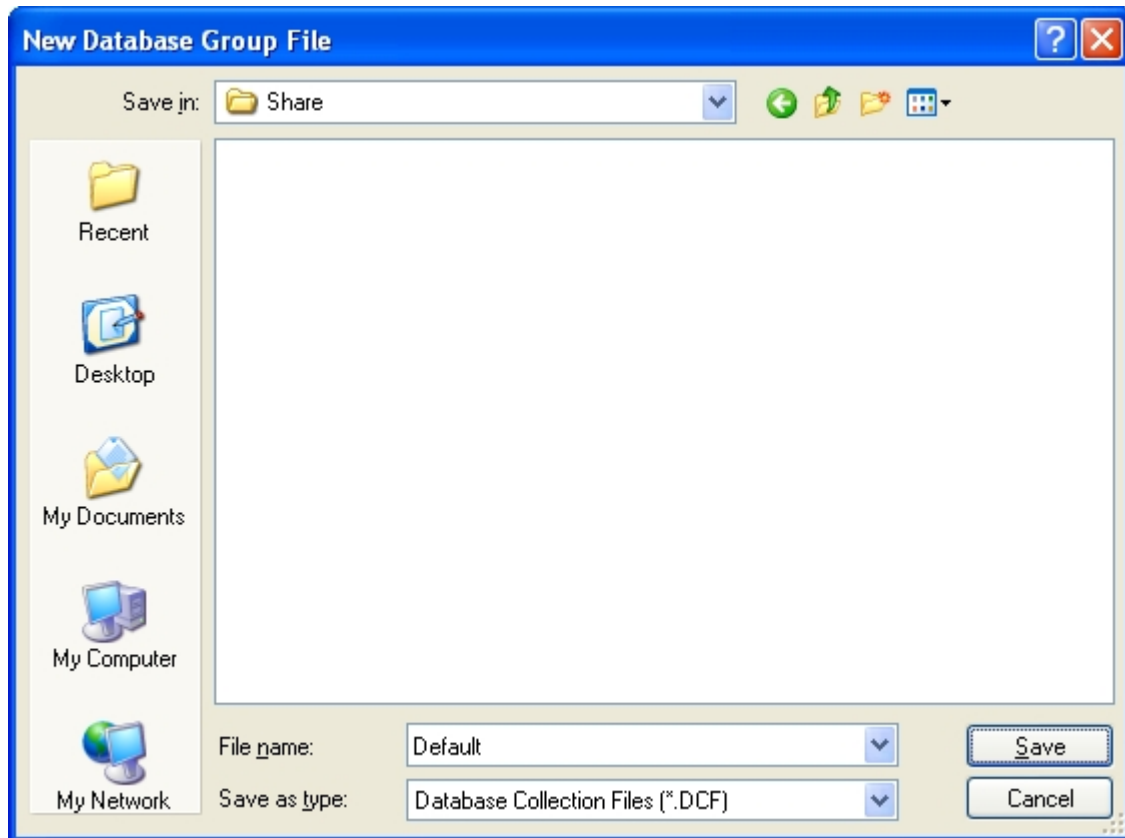 New Database Group File
Save in: Share
Recent
Desktop
My Documents
My Computer
My Network
File name: Default Save
Save as type: Database Collection Files (*.DCF) Cancel